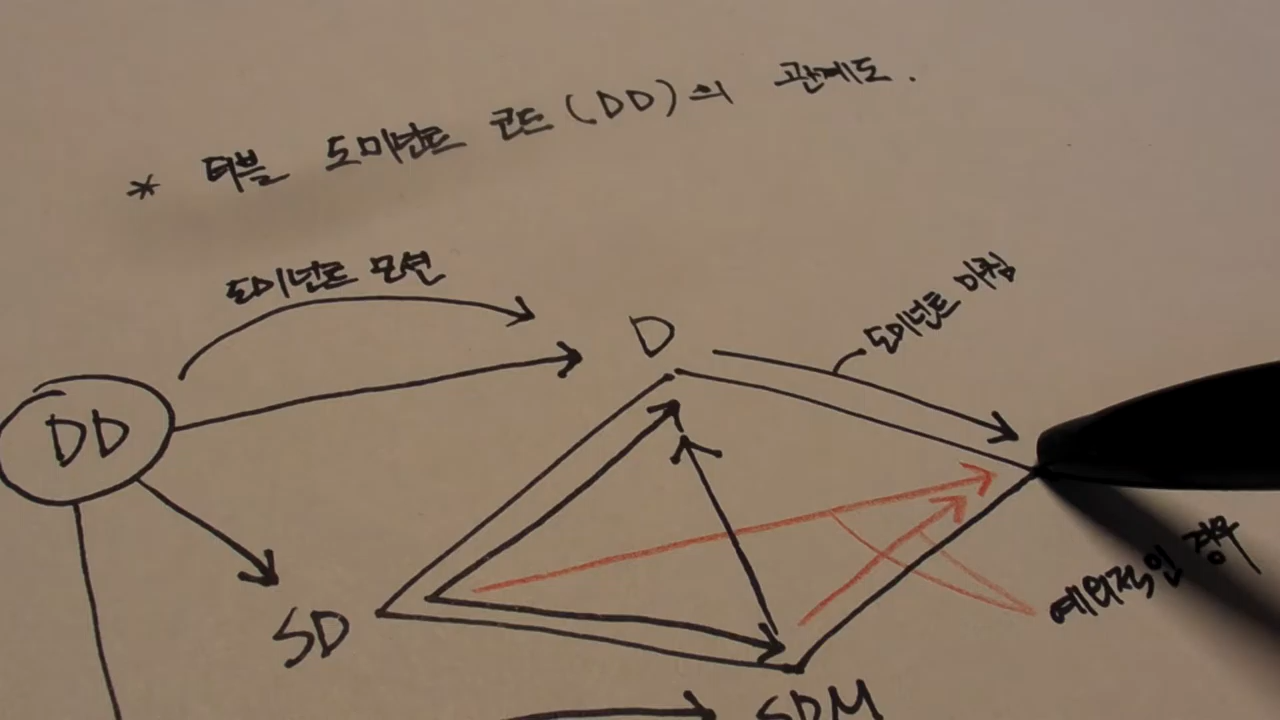 * 더블 도미넌트 코드(DD)의 관계도.
도미넌트 모션
D
도미넌트 마침
DD
예외적인 경우
SD
SDM